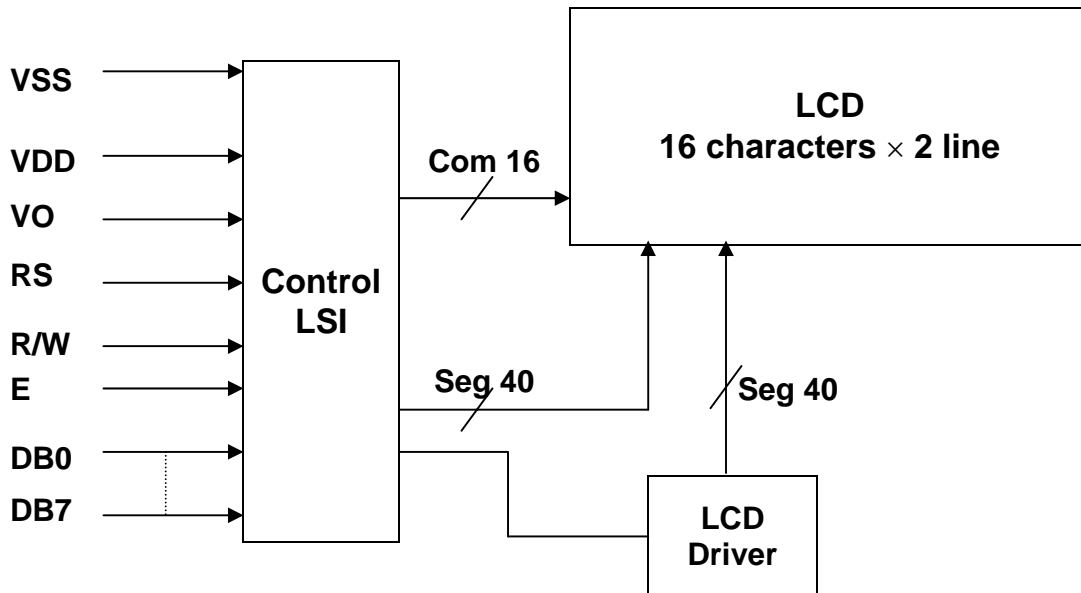 VSS
VDD
VO
RS
R/W
E
DB0
DB7
Control
LSI
Com 16
Seg 40
LCD
16 characters × 2 line
Seg 40
LCD
Driver